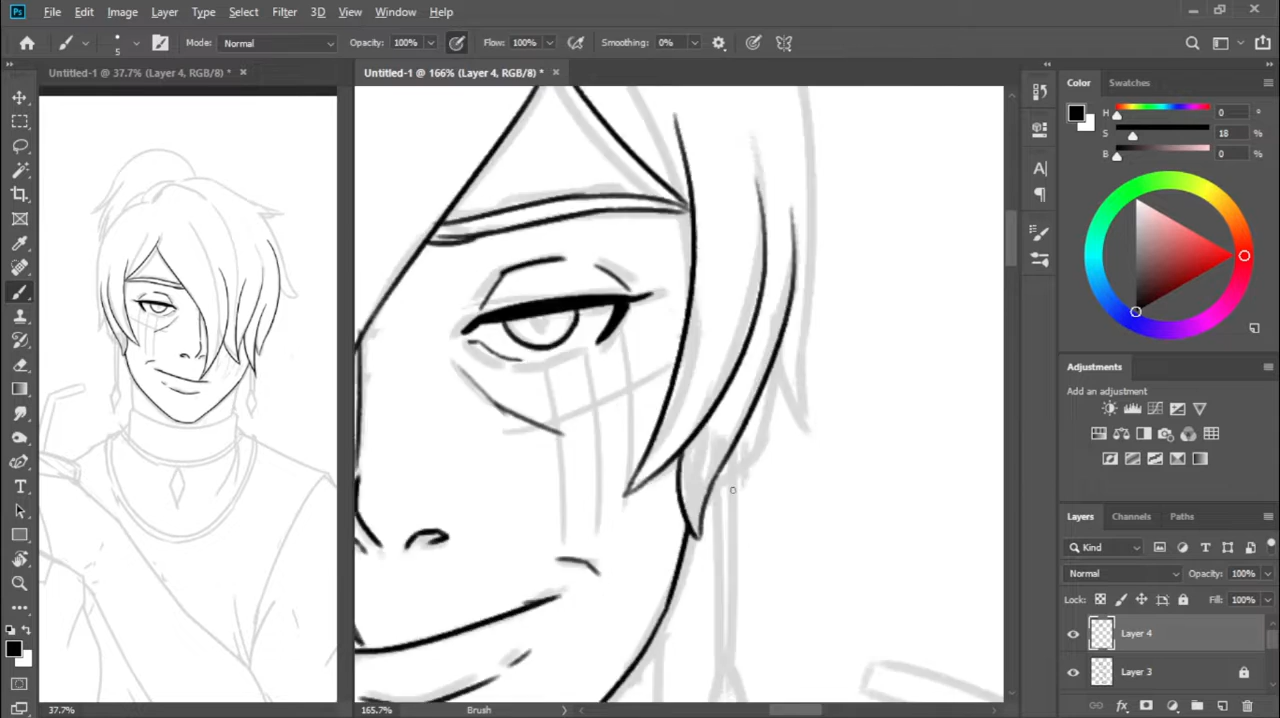 Ps File Edit Image Layer Type Select Filter 3D View Window Help
5 Mode: Normal Opacity: 100% Flow: 100% Smoothing: 0%
Untitled-1 @ 37.7% (Layer 4, RGB/8) * Untitled-1 @ 166% (Layer 4, RGB/8) *
Color Swatches
H 0 °
S 18 %
B 0 %
Adjustments
Add an adjustment
Layers Channels Paths
Kind
Normal Opacity: 100%
Lock: Fill: 100%
Layer 4
Layer 3
37.7% 165.7% Brush